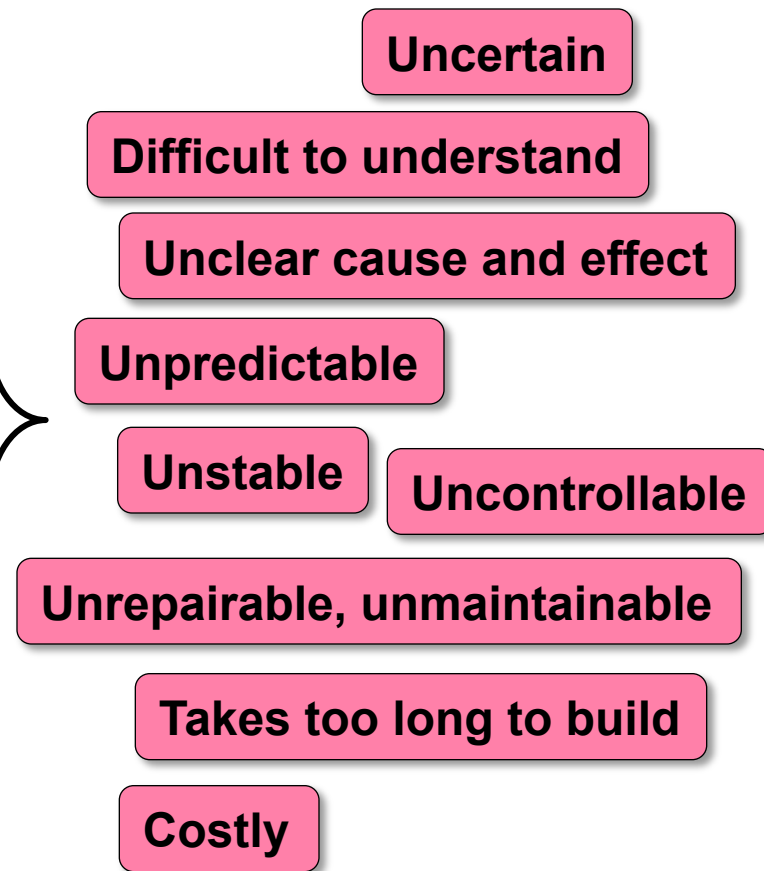 Uncertain
Difficult to understand
Unclear cause and effect
Unpredictable
Unstable
Uncontrollable
Unrepairable, unmaintainable
Takes too long to build
Costly